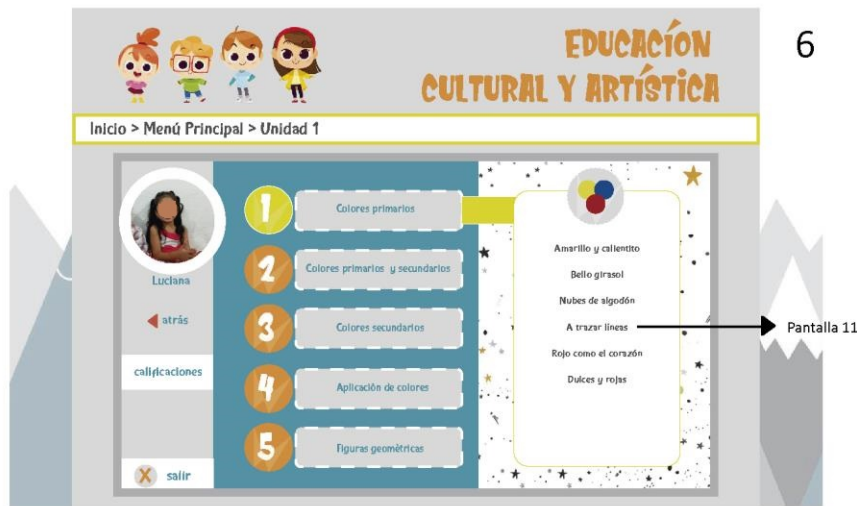 EDUCACÍON
CULTURAL Y ARTÍSTICA
6
Inicio > Menú Principal > Unidad 1
Luciana
atrás
calificaciones
X salir
1 Colores primarios
2 Colores primarios y secundarios
3 Colores secundarios
4 Aplicación de colores
5 Figuras geométricas
Amarillo y calientito
Bello girasol
Nubes de algodón
A trazar líneas
Rojo como el corazón
Dulces y rojas
Pantalla 11